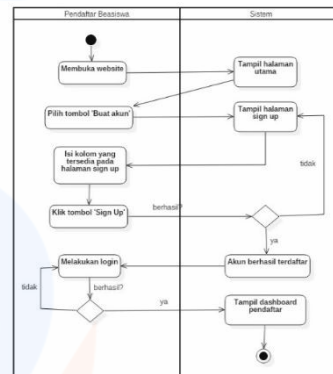 Pendaftar Beasiswa
Sistem
Membuka website
Tampil halaman
utama
Pilih tombol 'Buat akun'
Tampil halaman
sign up
Isi kolom yang
tersedia pada
halaman sign up
tidak
Klik tombol 'Sign Up'
berhasil?
ya
Melakukan login
Akun berhasil terdaftar
tidak
berhasil?
ya
Tampil dashboard
pendaftar